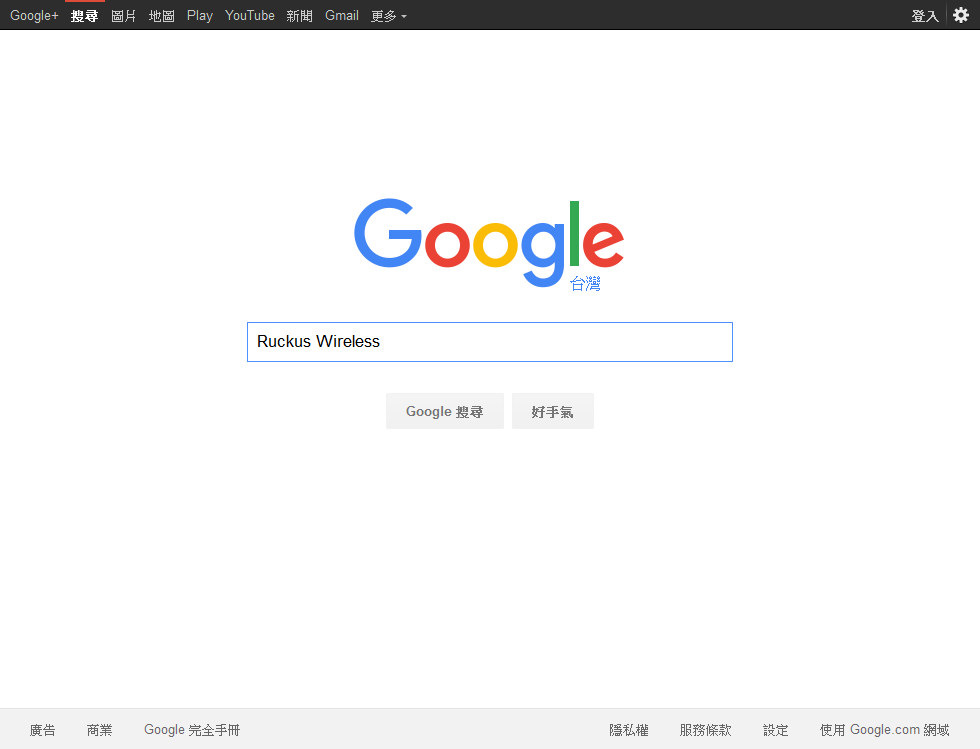 Google+ 搜尋 圖片 地圖 Play YouTube 新聞 Gmail 更多 登入
Google
台灣
Ruckus Wireless
Google 搜尋 好手氣
廣告 商業 Google 完全手冊 隱私權 服務條款 設定 使用 Google.com 網域